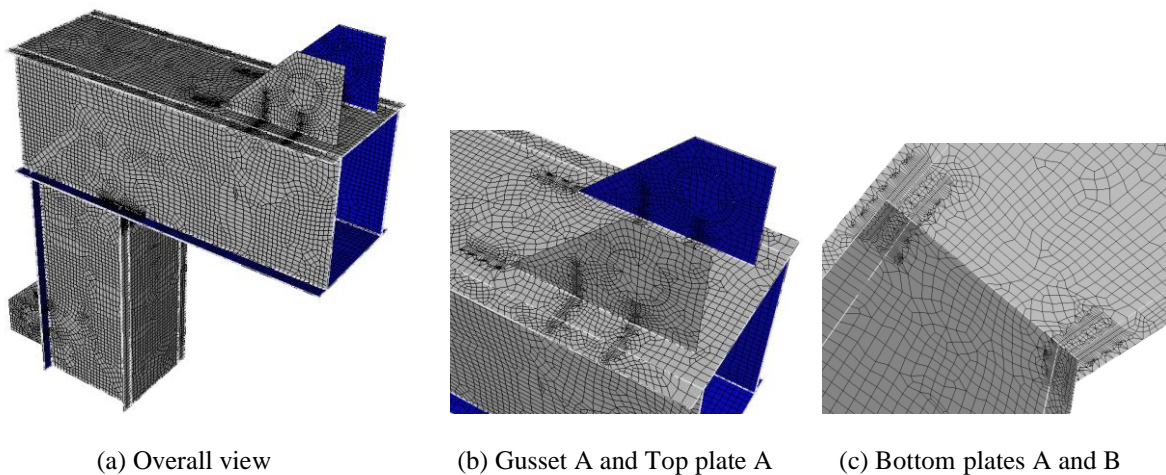 (a) Overall view
(b) Gusset A and Top plate A
(c) Bottom plates A and B